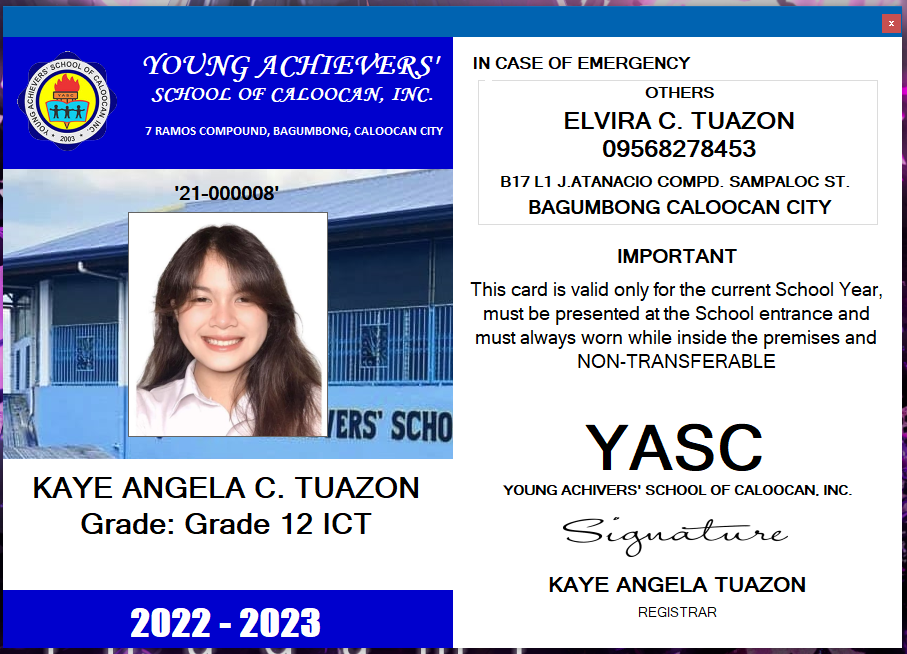 x
YOUNG ACHIEVERS' SCHOOL OF CALOOCAN, INC.
YASC
2003
YOUNG ACHIEVERS'
SCHOOL OF CALOOCAN, INC.
7 RAMOS COMPOUND, BAGUMBONG, CALOOCAN CITY
'21-000008'
VERS' SCHO
KAYE ANGELA C. TUAZON
Grade: Grade 12 ICT
2022 - 2023
IN CASE OF EMERGENCY
OTHERS
ELVIRA C. TUAZON
09568278453
B17 L1 J.ATANACIO COMPD. SAMPALOC ST.
BAGUMBONG CALOOCAN CITY
IMPORTANT
This card is valid only for the current School Year,
must be presented at the School entrance and
must always worn while inside the premises and
NON-TRANSFERABLE
YASC
YOUNG ACHIVERS' SCHOOL OF CALOOCAN, INC.
Signature
KAYE ANGELA TUAZON
REGISTRAR